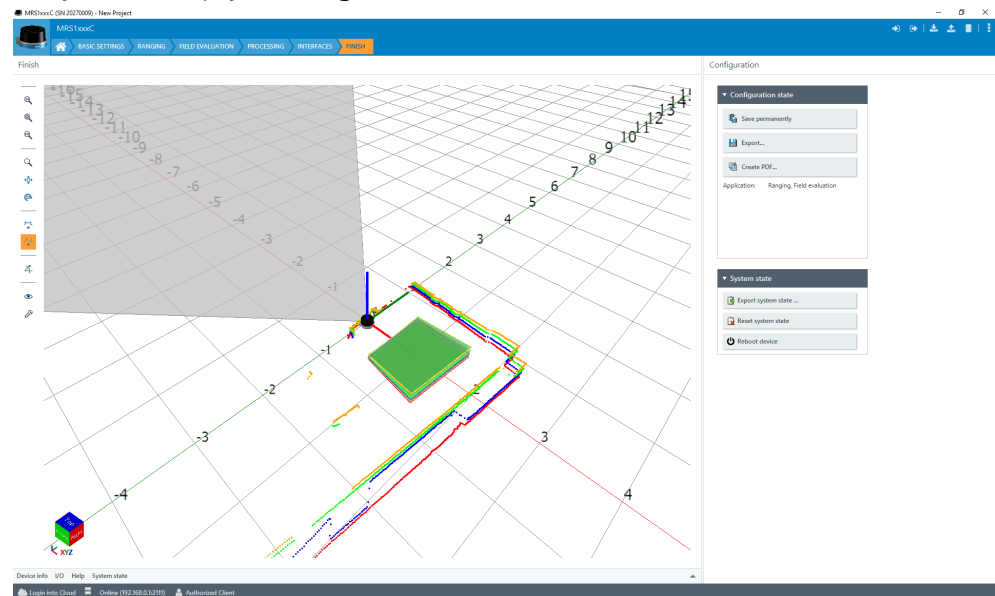 MRS1xxxC (SN 20270009) - New Project
MRS1xxxC
BASIC SETTINGS RANGING FIELD EVALUATION PROCESSING INTERFACES FINISH
Finish
Configuration
Configuration state
Save permanently
Export...
Create PDF...
Application: Ranging, Field evaluation
System state
Export system state ...
Reset system state
Reboot device
-15
-14
-13
-12
-11
-10
-9
-8
-7
-6
-5
-4
-3
-2
-1
14
13
12
11
10
9
8
7
6
5
4
3
2
-1
-2
-3
-4
2
3
4
Top
Right
XYZ
Device info I/O Help System state
Login into Cloud Online (192.168.0.1:2111) Authorized Client